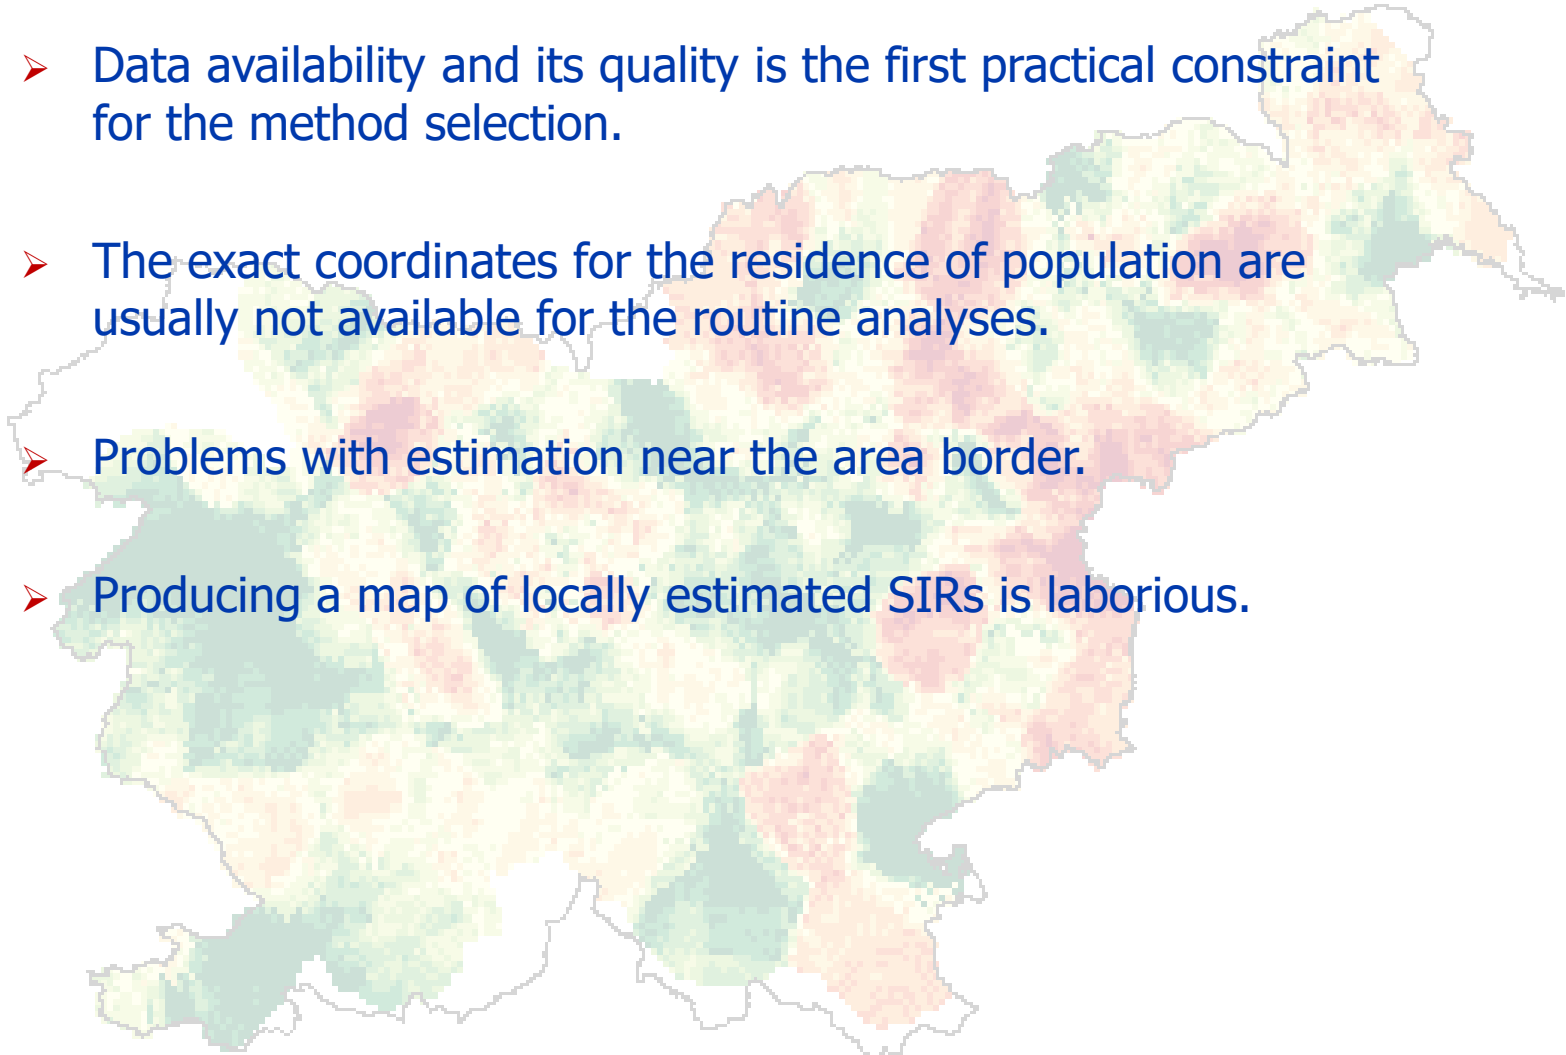 ➢ Data availability and its quality is the first practical constraint
for the method selection.
➢ The exact coordinates for the residence of population are
usually not available for the routine analyses.
➢ Problems with estimation near the area border.
➢ Producing a map of locally estimated SIRs is laborious.